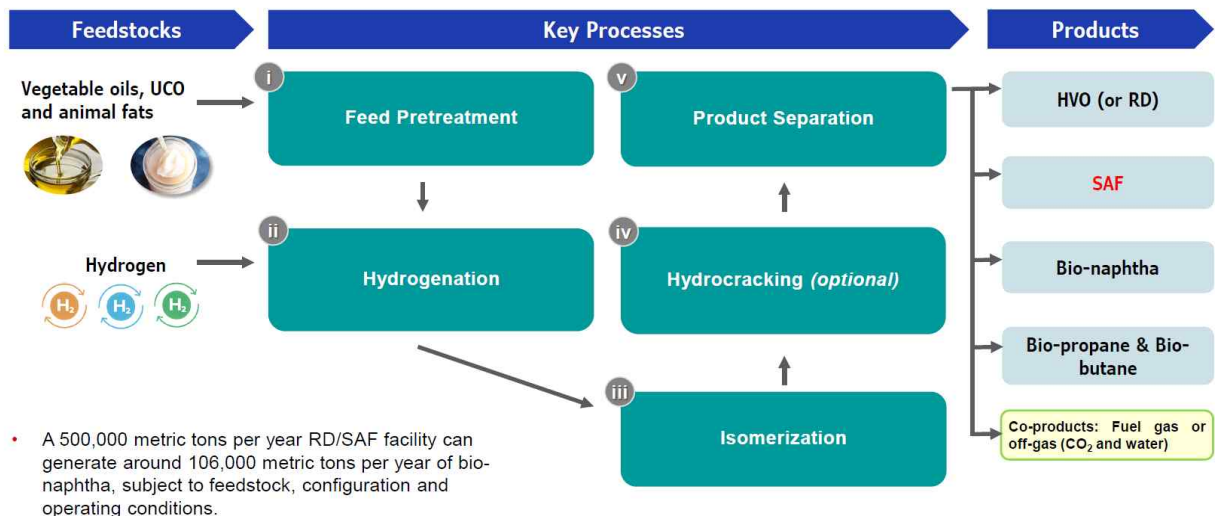 Feedstocks
Key Processes
Products
Vegetable oils, UCO
and animal fats
i
Feed Pretreatment
v
Product Separation
HVO (or RD)
SAF
ii
Hydrogen
H2
H2
H2
Hydrogenation
iv
Hydrocracking (optional)
Bio-naphtha
Bio-propane & Bio-
butane
iii
Isomerization
Co-products: Fuel gas or
off-gas (CO2 and water)
• A 500,000 metric tons per year RD/SAF facility can
generate around 106,000 metric tons per year of bio-
naphtha, subject to feedstock, configuration and
operating conditions.